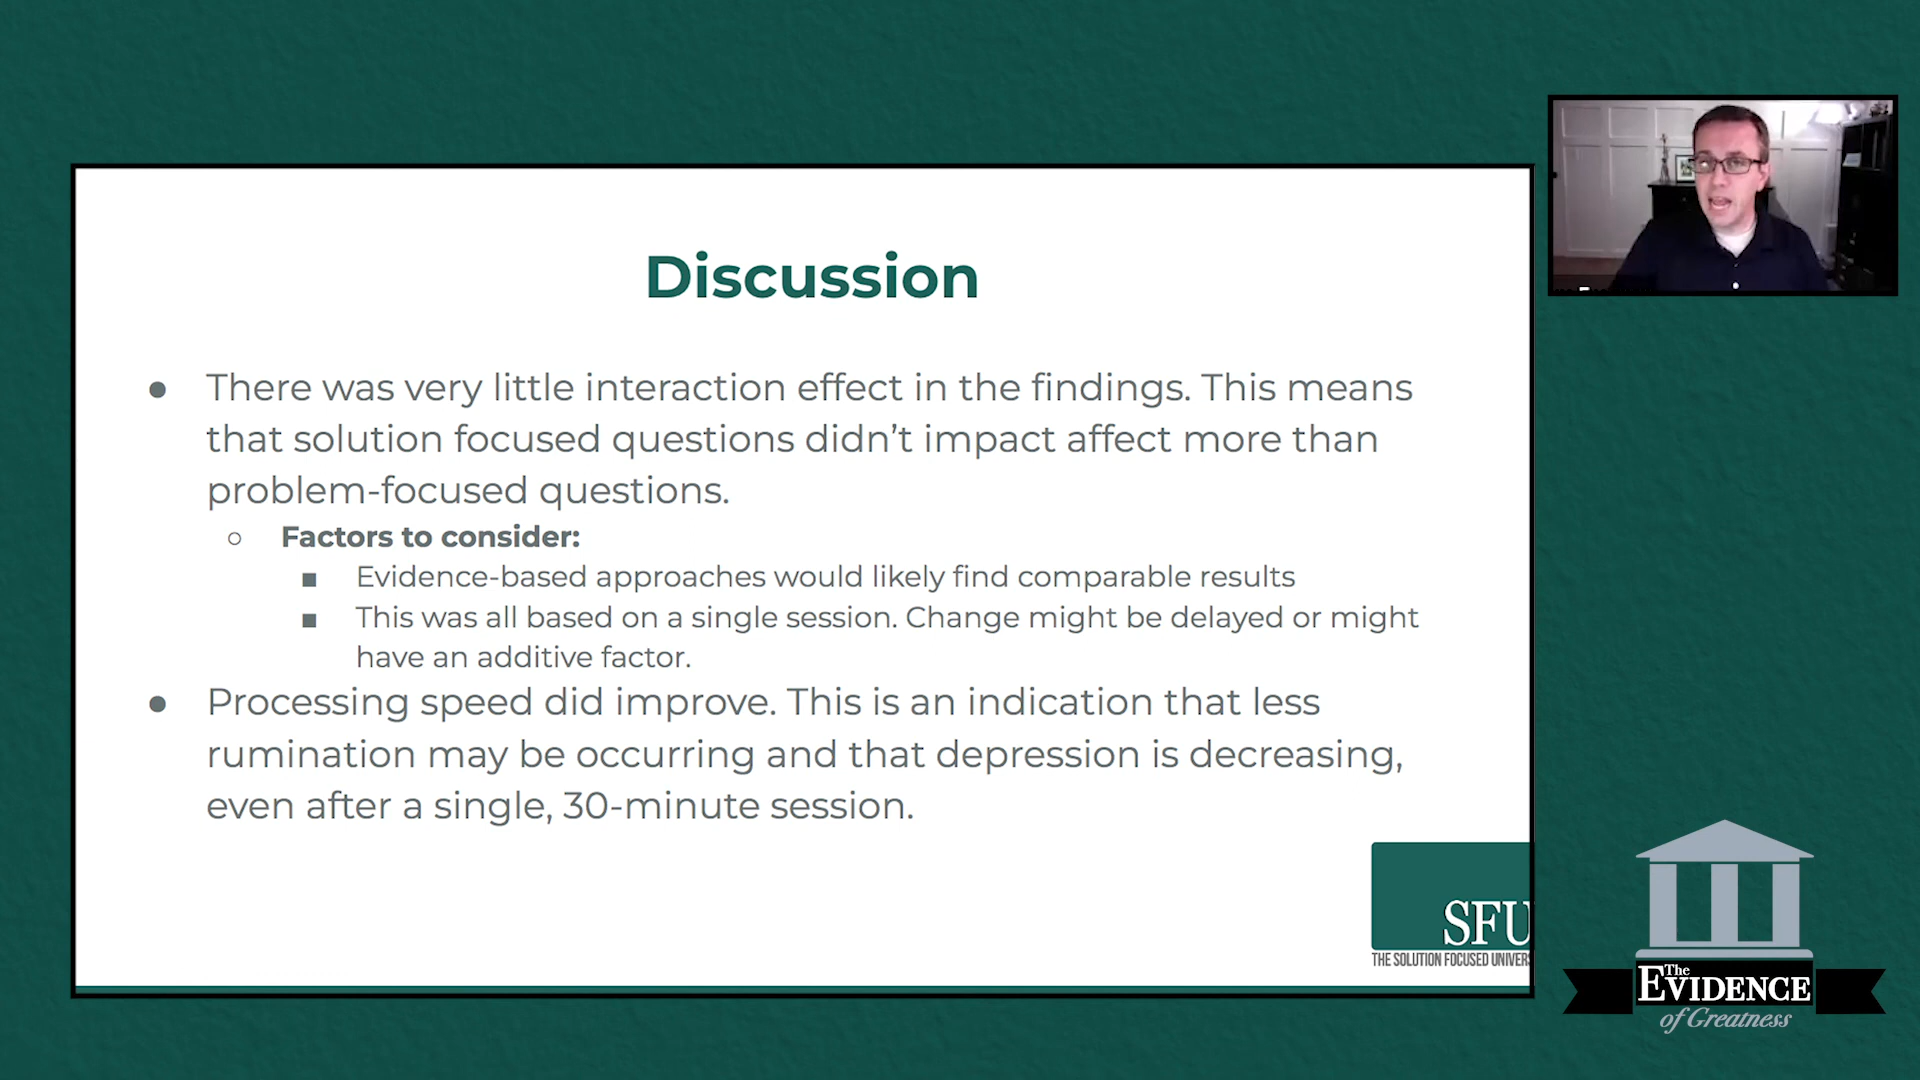 Discussion
● There was very little interaction effect in the findings. This means
that solution focused questions didn’t impact affect more than
problem-focused questions.
○ Factors to consider:
■ Evidence-based approaches would likely find comparable results
■ This was all based on a single session. Change might be delayed or might
have an additive factor.
● Processing speed did improve. This is an indication that less
rumination may be occurring and that depression is decreasing,
even after a single, 30-minute session.
SFU
THE SOLUTION FOCUSED UNIVERS
The
EVIDENCE
of Greatness